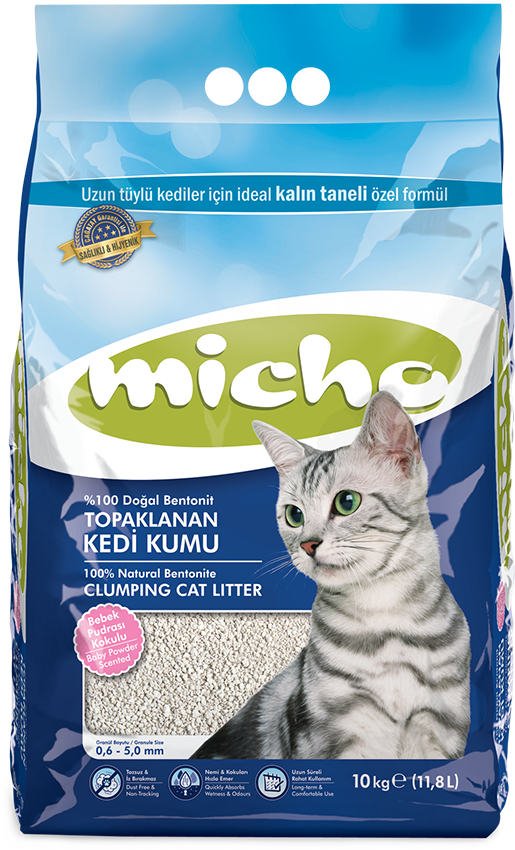 Uzun tüylü kediler için ideal kalın taneli özel formül
SAĞLIKLI & HİJYENİK
micho
%100 Doğal Bentonit
TOPAKLANAN
KEDİ KUMU
100% Natural Bentonite
CLUMPING CAT LITTER
Bebek
Pudrası
Kokulu
Baby Powder
Scented
Granül Boyutu / Granule Size
0,6 - 5,0 mm
Tozsuz &
İz Bırakmaz
Dust Free &
Non-Tracking
Nemi & Kokuları
Hızla Emer
Quickly Absorbs
Wetness & Odours
Uzun Süreli
Rahat Kullanım
Long-term &
Comfortable Use
10 kg ℮ (11,8 L)